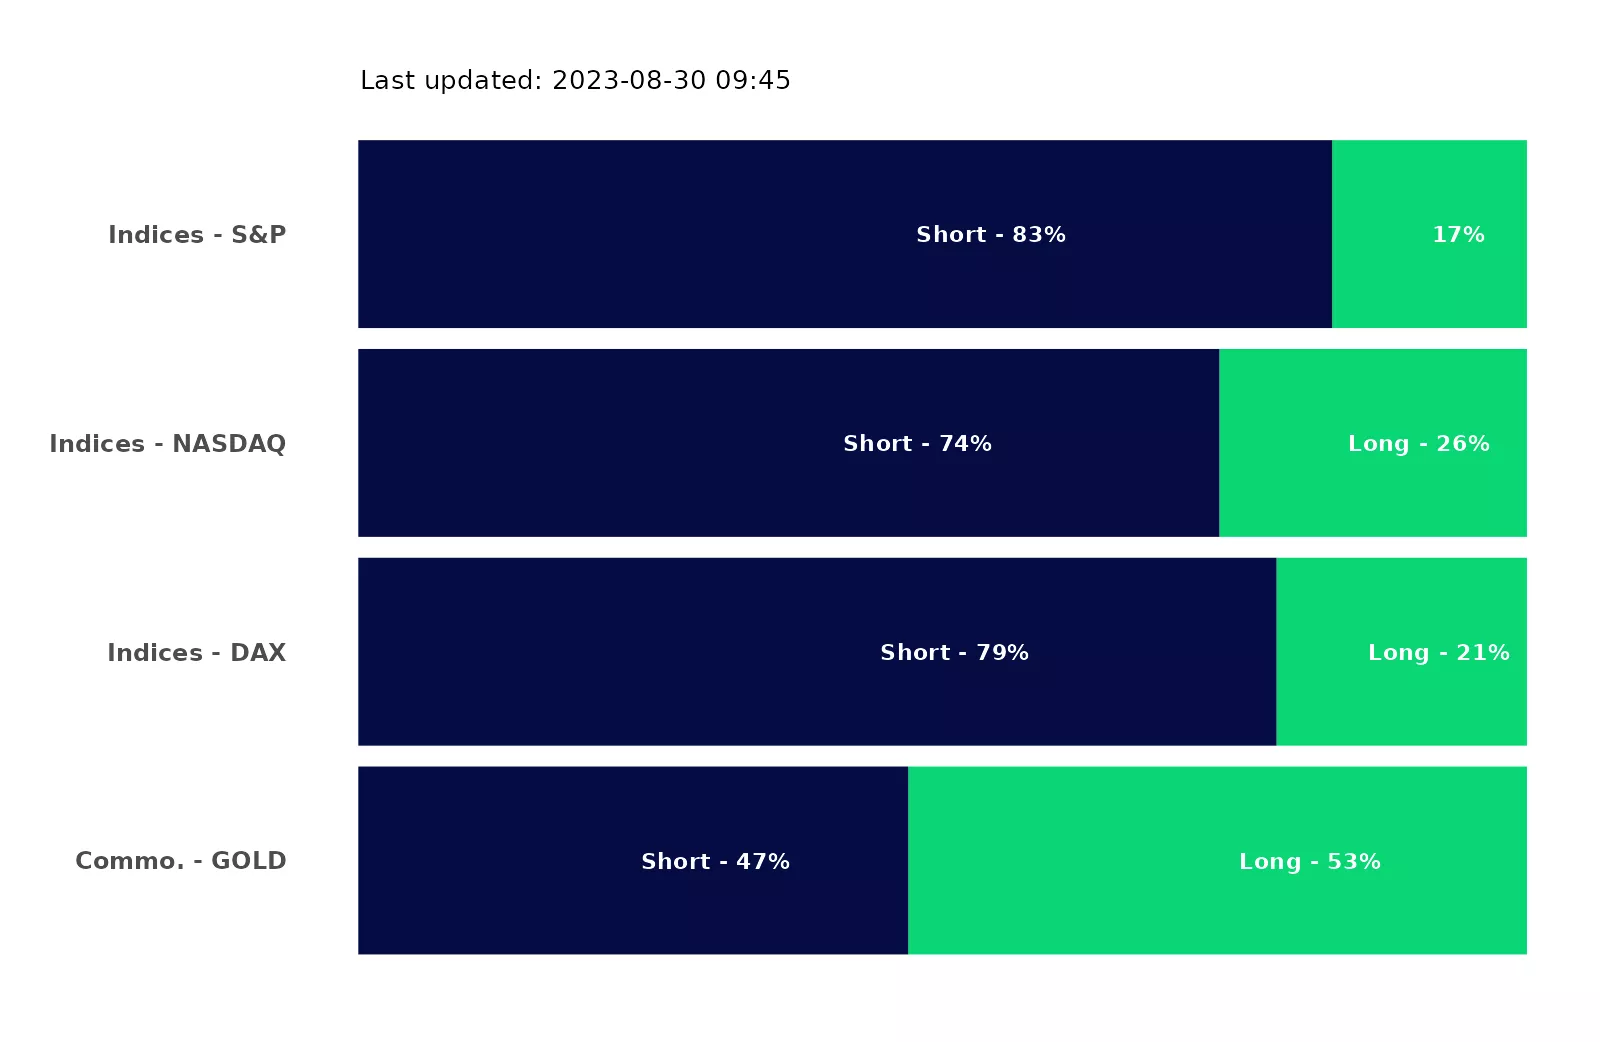 Last updated: 2023-08-30 09:45
Indices - S&P Short - 83% 17%
Indices - NASDAQ Short - 74% Long - 26%
Indices - DAX Short - 79% Long - 21%
Commo. - GOLD Short - 47% Long - 53%